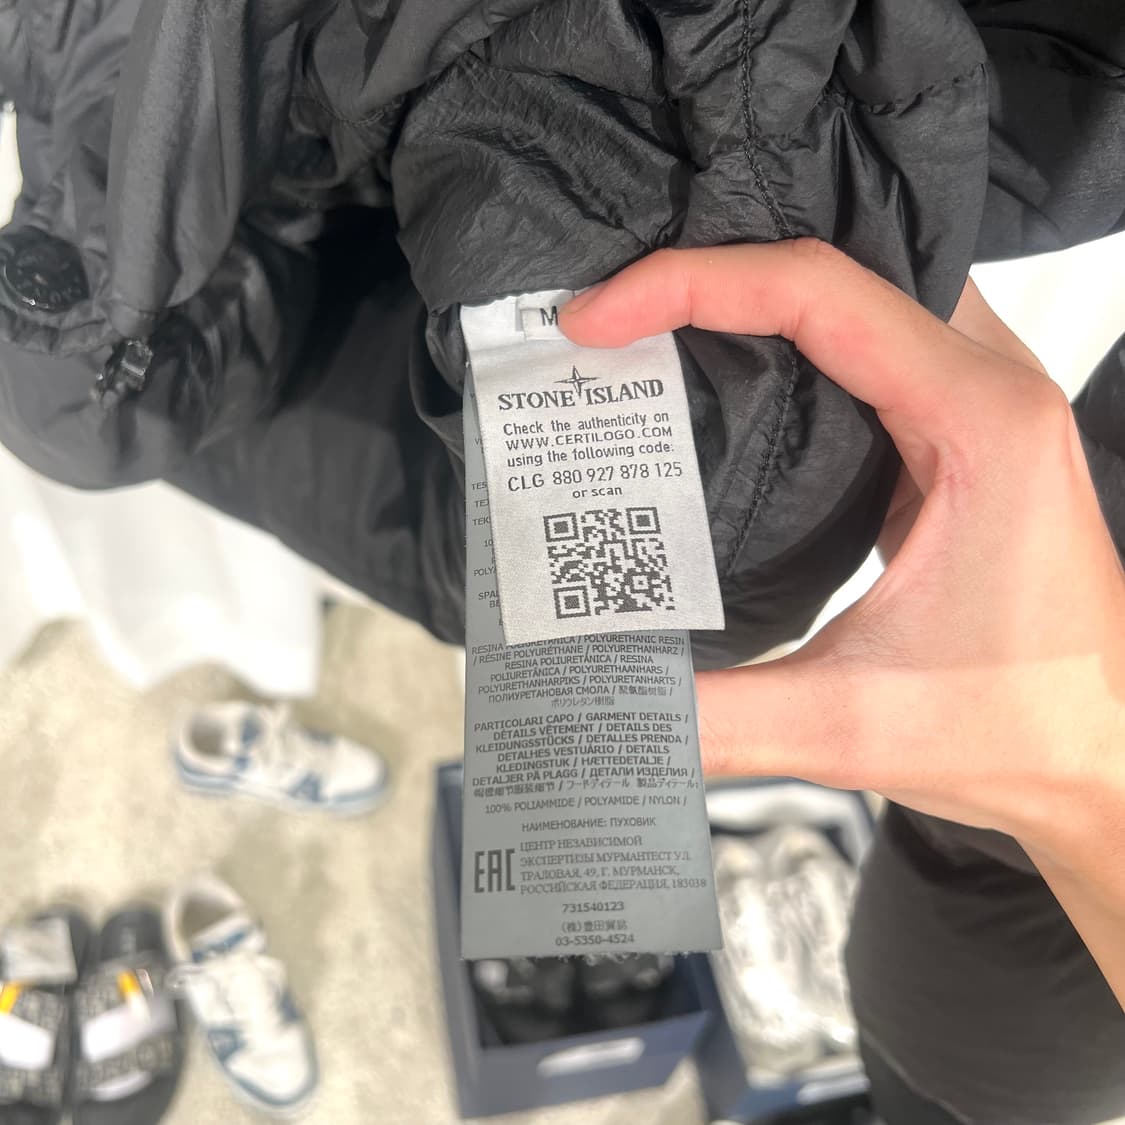 M
STONE ISLAND
Check the authenticity on
WWW.CERTILOGO.COM
using the following code:
CLG 880 927 878 125
or scan
RESINA POLIURETANICA / POLYURETHANIC RESIN
/ RÉSINE POLYURÉTHANE / POLYURETHANHARZ /
RESINA POLIURETÁNICA / RESINA
POLIURETÂNICA / POLYURETHAANHARS /
POLYURETHANHARPIKS / POLYURETANHARTS /
ПОЛИУРЕТАНОВАЯ СМОЛА / 聚氨酯树脂 /
ポリウレタン樹脂
PARTICOLARI CAPO / GARMENT DETAILS /
DÉTAILS VÊTEMENT / DETAILS DES
KLEIDUNGSSTÜCKS / DETALLES PRENDA /
DETALHES VESTUÁRIO / DETAILS
KLEDINGSTUK / HÆTTEDETALJE /
DETALJER PÅ PLAGG / ДЕТАЛИ ИЗДЕЛИЯ /
帽檐细节服装细节 / フードディテール 製品ディテール:
100% POLIAMMIDE / POLYAMIDE / NYLON /
НАИМЕНОВАНИЕ: ПУХОВИК
EAC
ЦЕНТР НЕЗАВИСИМОЙ
ЭКСПЕРТИЗЫ МУРМАНТЕСТ УЛ.
ТРАЛОВАЯ, 49, Г. МУРМАНСК,
РОССИЙСКАЯ ФЕДЕРАЦИЯ, 183038
731540123
(株)豊田貿易
03-5350-4524